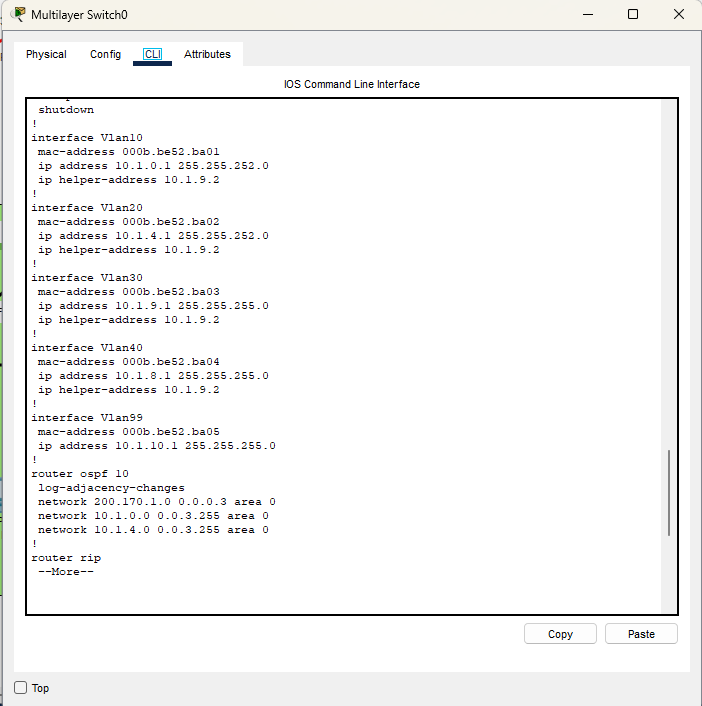 Multilayer Switch0
Physical Config CLI Attributes
IOS Command Line Interface
shutdown
!
interface Vlan10
mac-address 000b.be52.ba01
ip address 10.1.0.1 255.255.252.0
ip helper-address 10.1.9.2
!
interface Vlan20
mac-address 000b.be52.ba02
ip address 10.1.4.1 255.255.252.0
ip helper-address 10.1.9.2
!
interface Vlan30
mac-address 000b.be52.ba03
ip address 10.1.9.1 255.255.255.0
ip helper-address 10.1.9.2
!
interface Vlan40
mac-address 000b.be52.ba04
ip address 10.1.8.1 255.255.255.0
ip helper-address 10.1.9.2
!
interface Vlan99
mac-address 000b.be52.ba05
ip address 10.1.10.1 255.255.255.0
!
router ospf 10
log-adjacency-changes
network 200.170.1.0 0.0.0.3 area 0
network 10.1.0.0 0.0.3.255 area 0
network 10.1.4.0 0.0.3.255 area 0
!
router rip
--More--
Copy Paste
Top